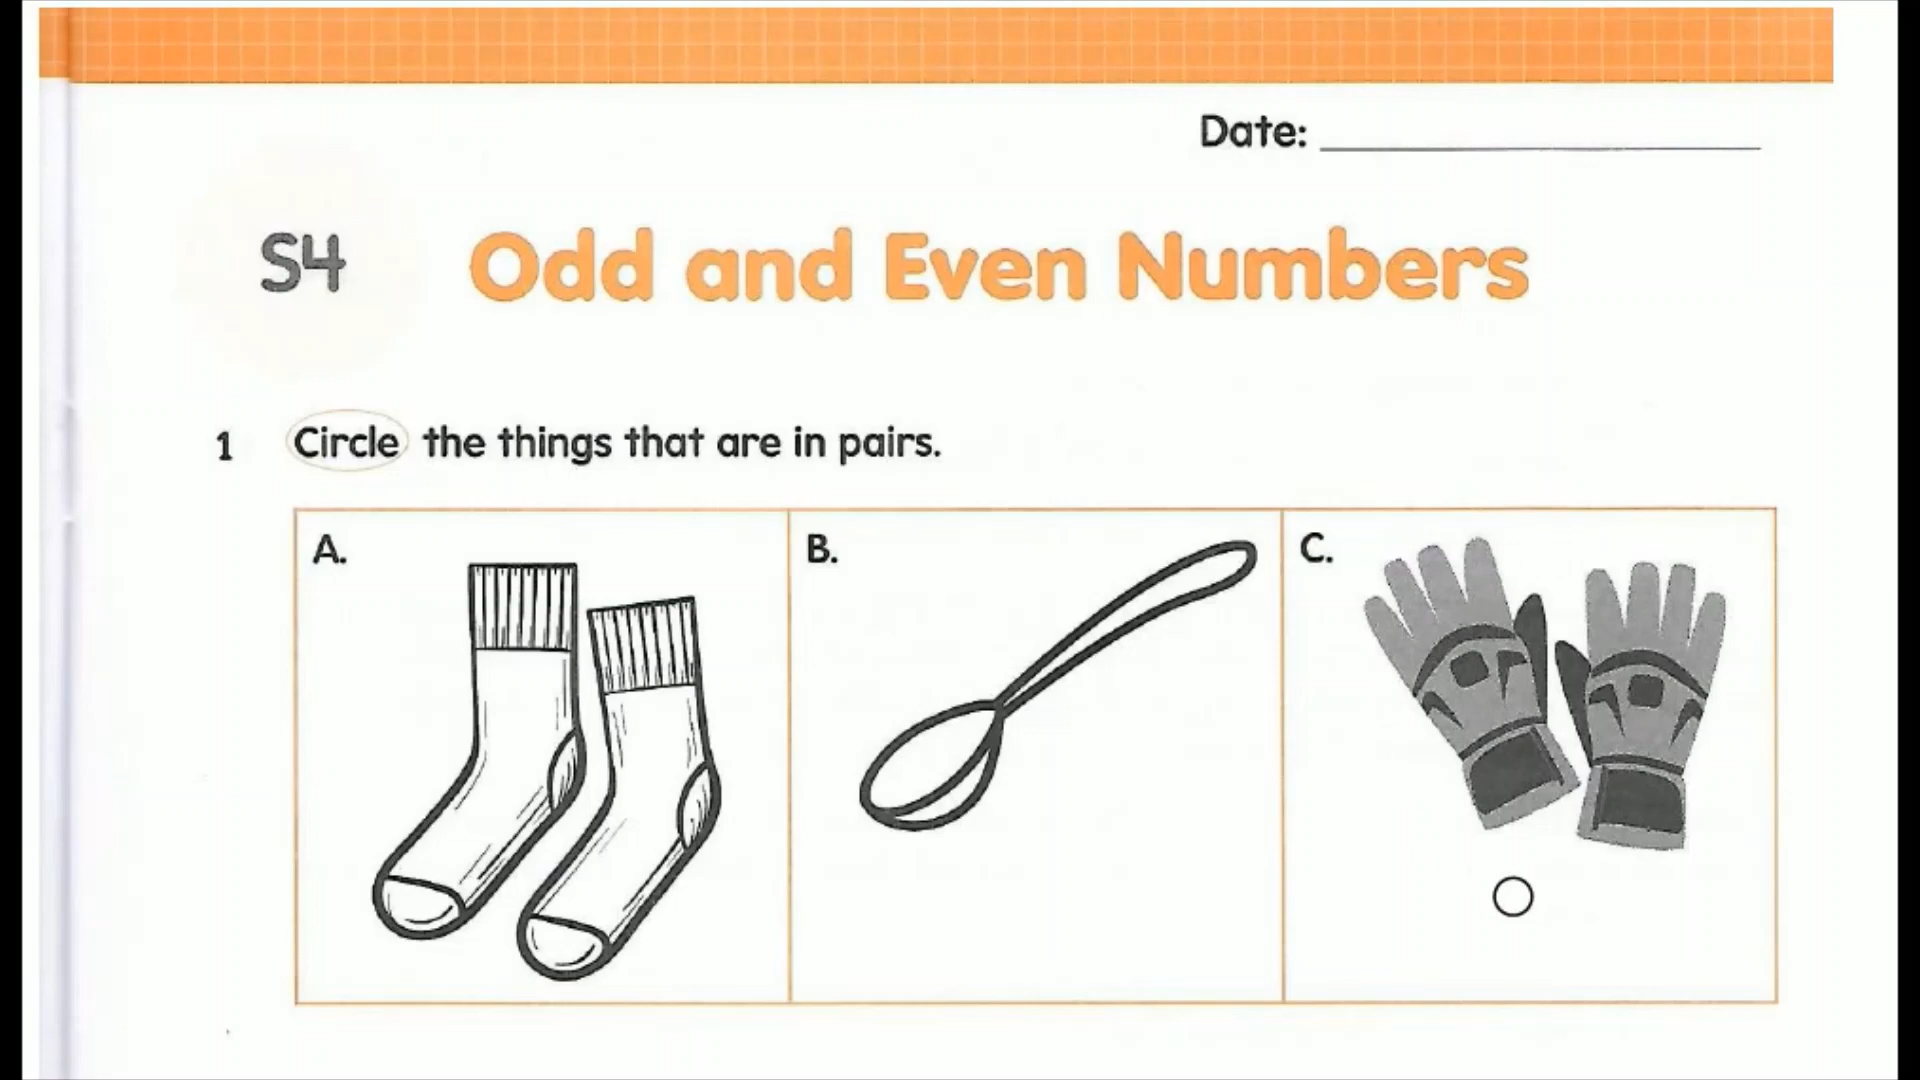 Date:
S4 Odd and Even Numbers
1 Circle the things that are in pairs.
A. B. C.